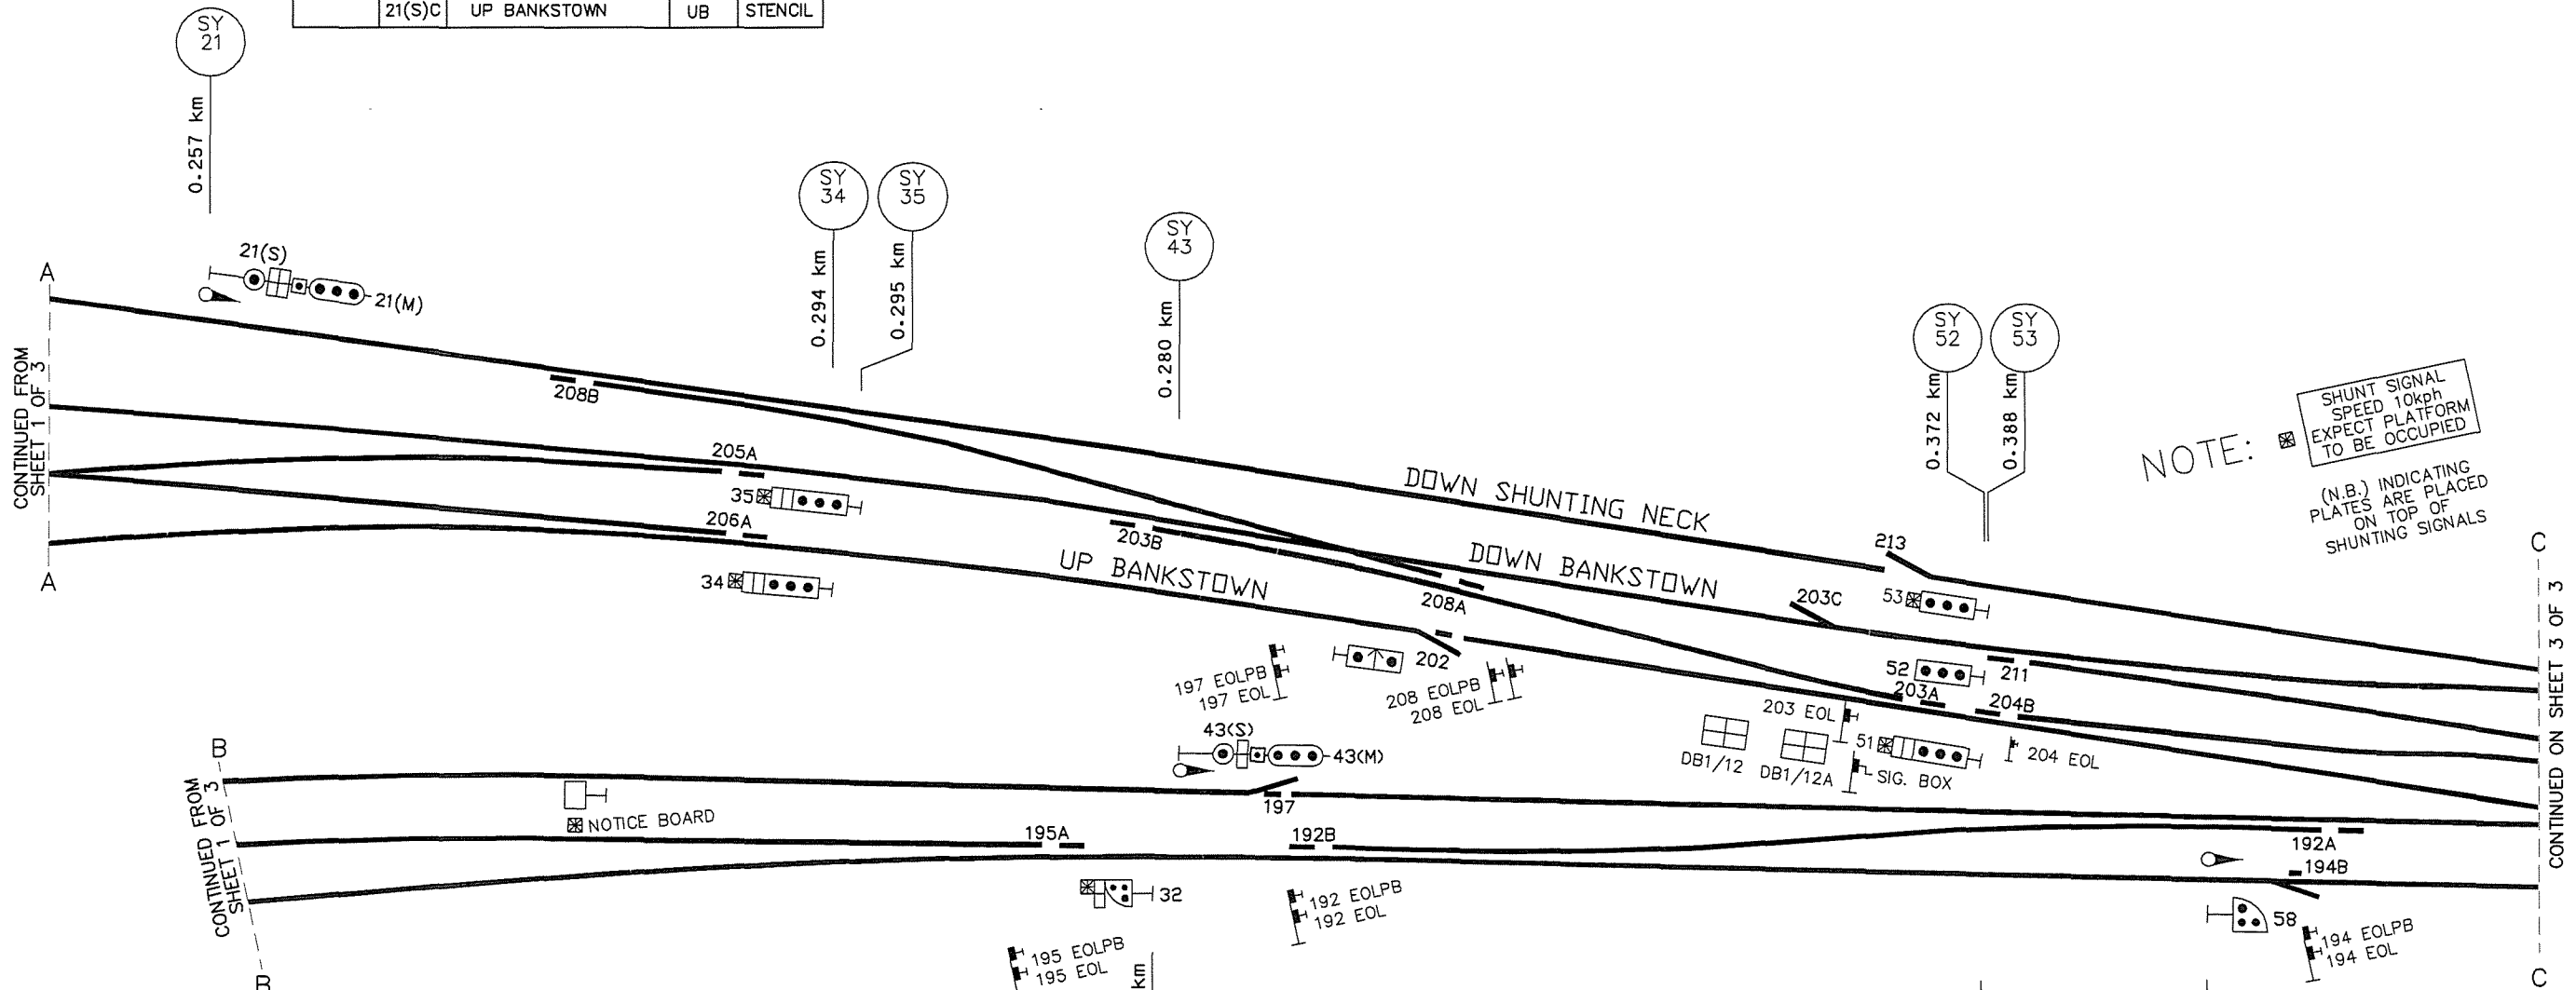 21(S)C UP BANKSTOWN UB STENCIL
SY
21
0.257 km
SY
34
0.294 km
SY
35
0.295 km
SY
43
0.280 km
SY
52
0.372 km
SY
53
0.388 km
NOTE:
SHUNT SIGNAL
SPEED 10kph
EXPECT PLATFORM
TO BE OCCUPIED
(N.B.) INDICATING
PLATES ARE PLACED
ON TOP OF
SHUNTING SIGNALS
A
A
CONTINUED FROM
SHEET 1 OF 3
21(S)
21(M)
208B
205A
35
206A
34
203B
UP BANKSTOWN
DOWN SHUNTING NECK
DOWN BANKSTOWN
208A
213
203C
53
52
211
203A
204B
202
197 EOLPB
197 EOL
208 EOLPB
208 EOL
203 EOL
DB1/12
DB1/12A
51
SIG. BOX
204 EOL
C
C
CONTINUED ON SHEET 3 OF 3
B
B
CONTINUED FROM
SHEET 1 OF 3
43(S)
43(M)
197
NOTICE BOARD
195A
192B
192A
194B
32
192 EOLPB
192 EOL
58
195 EOLPB
195 EOL
km
194 EOLPB
194 EOL